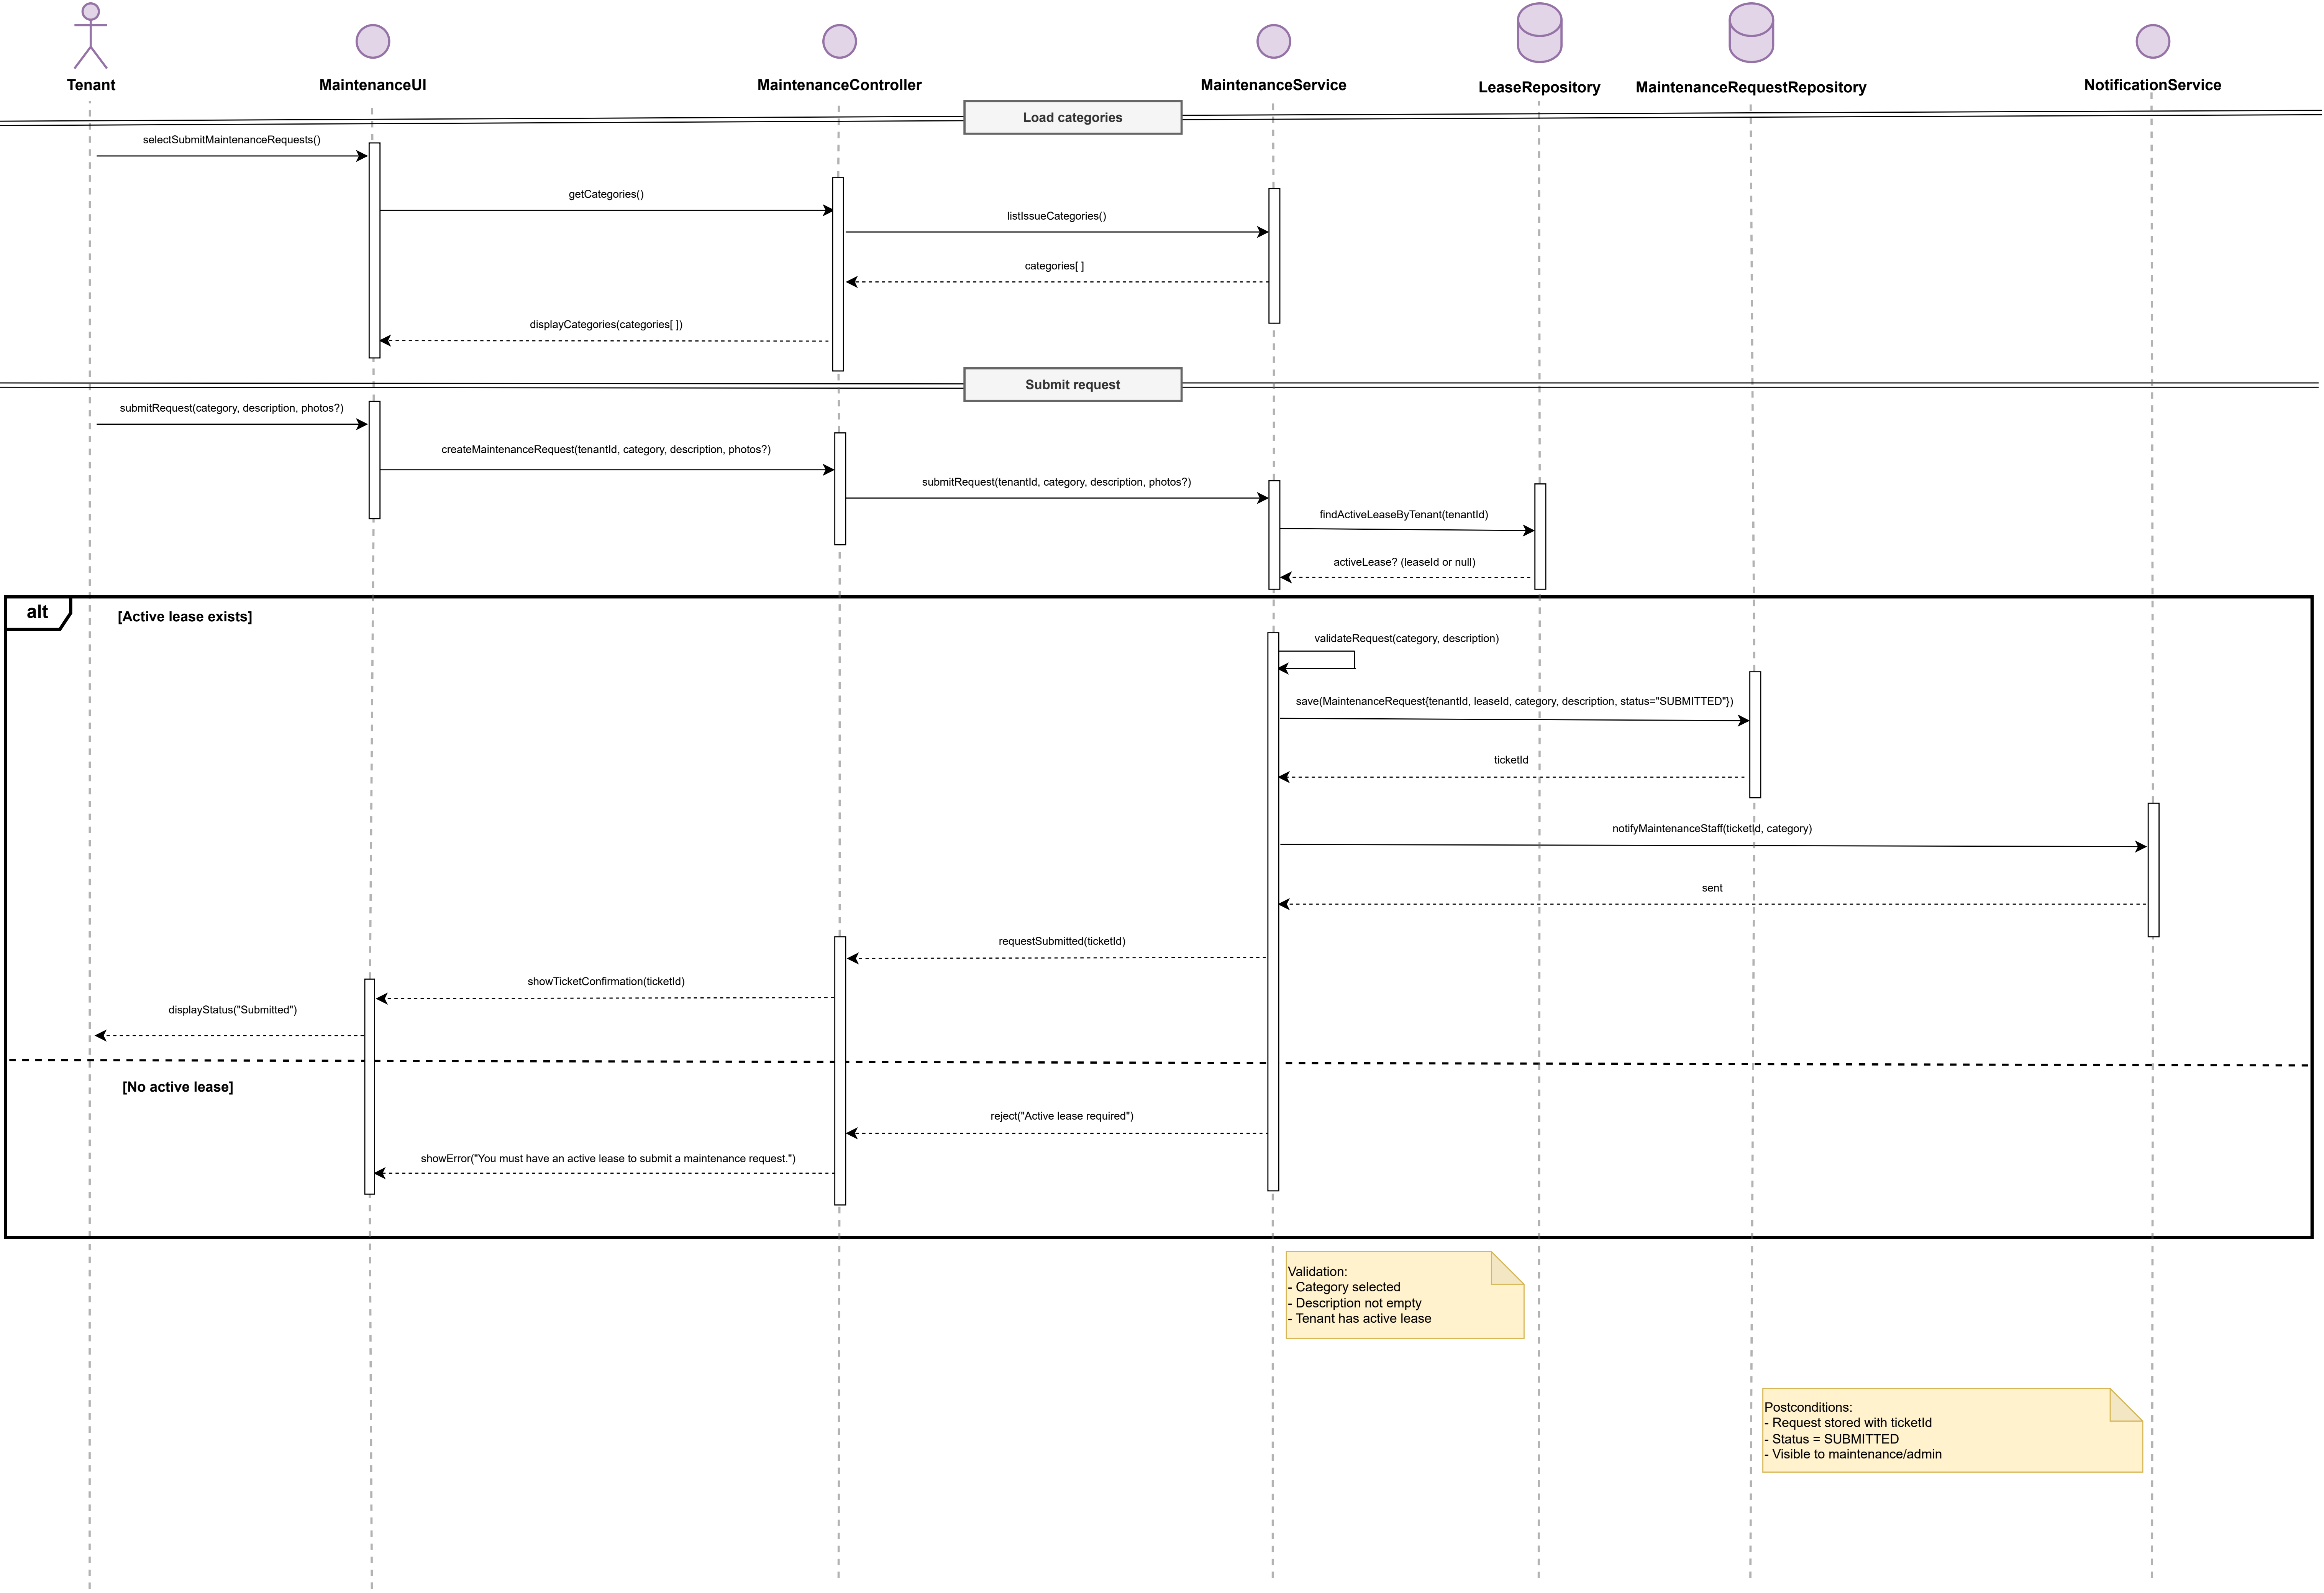 Tenant
MaintenanceUI
MaintenanceController
MaintenanceService
LeaseRepository
MaintenanceRequestRepository
NotificationService
Load categories
selectSubmitMaintenanceRequests()
getCategories()
listIssueCategories()
categories[ ]
displayCategories(categories[ ])
Submit request
submitRequest(category, description, photos?)
createMaintenanceRequest(tenantId, category, description, photos?)
submitRequest(tenantId, category, description, photos?)
findActiveLeaseByTenant(tenantId)
activeLease? (leaseId or null)
alt
[Active lease exists]
validateRequest(category, description)
save(MaintenanceRequest{tenantId, leaseId, category, description, status="SUBMITTED"})
ticketId
notifyMaintenanceStaff(ticketId, category)
sent
requestSubmitted(ticketId)
showTicketConfirmation(ticketId)
displayStatus("Submitted")
[No active lease]
reject("Active lease required")
showError("You must have an active lease to submit a maintenance request.")
Validation:
- Category selected
- Description not empty
- Tenant has active lease
Postconditions:
- Request stored with ticketId
- Status = SUBMITTED
- Visible to maintenance/admin